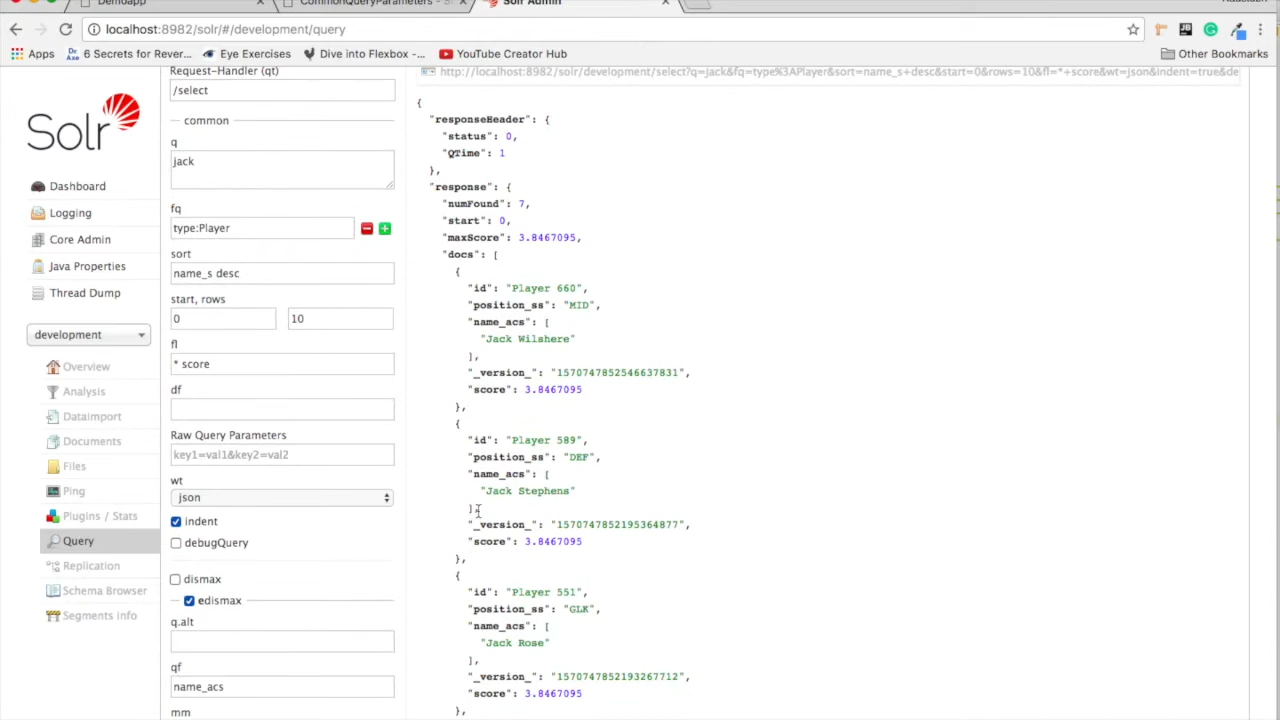 Demoapp
CommonQueryParameters -
Solr Admin
localhost:8982/solr/#/development/query
Apps
6 Secrets for Rever...
Eye Exercises
Dive into Flexbox -...
YouTube Creator Hub
Other Bookmarks
Solr
Dashboard
Logging
Core Admin
Java Properties
Thread Dump
development
Overview
Analysis
Dataimport
Documents
Files
Ping
Plugins / Stats
Query
Replication
Schema Browser
Segments info
Request-Handler (qt)
/select
common
q
jack
fq
type:Player
sort
name_s desc
start, rows
0
10
fl
* score
df
Raw Query Parameters
key1=val1&key2=val2
wt
json
indent
debugQuery
dismax
edismax
q.alt
qf
name_acs
mm
http://localhost:8982/solr/development/select?q=jack&fq=type%3APlayer&sort=name_s+desc&start=0&rows=10&fl=*+score&wt=json&indent=true&de
{
"responseHeader": {
"status": 0,
"QTime": 1
},
"response": {
"numFound": 7,
"start": 0,
"maxScore": 3.8467095,
"docs": [
{
"id": "Player 660",
"position_ss": "MID",
"name_acs": [
"Jack Wilshere"
],
"_version_": "1570747852546637831",
"score": 3.8467095
},
{
"id": "Player 589",
"position_ss": "DEF",
"name_acs": [
"Jack Stephens"
],
"_version_": "1570747852195364877",
"score": 3.8467095
},
{
"id": "Player 551",
"position_ss": "GLK",
"name_acs": [
"Jack Rose"
],
"_version_": "1570747852193267712",
"score": 3.8467095
},